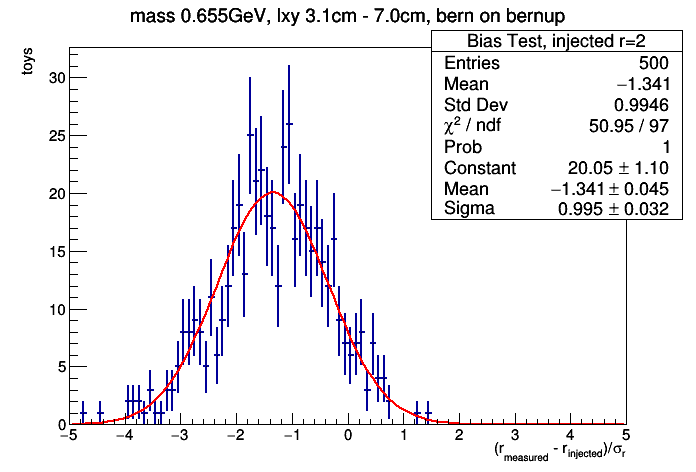 mass 0.655GeV, lxy 3.1cm - 7.0cm, bern on bernup
Bias Test, injected r=2
Entries 500
Mean −1.341
Std Dev 0.9946
χ² / ndf 50.95 / 97
Prob 1
Constant 20.05 ± 1.10
Mean −1.341 ± 0.045
Sigma 0.995 ± 0.032
toys
30
25
20
15
10
5
0
−5 −4 −3 −2 −1 0 1 2 3 4 5
(r_measured - r_injected)/σ_r